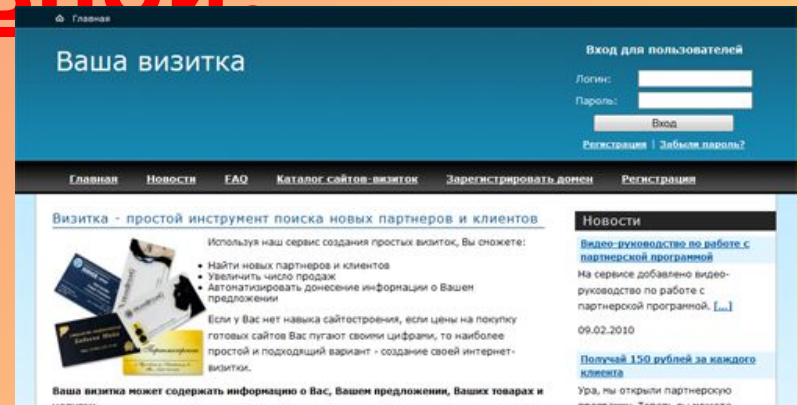 Главная
Ваша визитка
Вход для пользователей
Логин:
Пароль:
Вход
Регистрация | Забыли пароль?
Главная Новости FAQ Каталог сайтов-визиток Зарегистрировать домен Регистрация
Визитка - простой инструмент поиска новых партнеров и клиентов
Используя наш сервис создания простых визиток, Вы сможете:
Найти новых партнеров и клиентов
Увеличить число продаж
Автоматизировать донесение информации о Вашем
предложении
Если у Вас нет навыка сайтостроения, если цены на покупку
готовых сайтов Вас пугают своими цифрами, то наиболее
простой и подходящий вариант - создание своей интернет-
визитки.
Ваша визитка может содержать информацию о Вас, Вашем предложении, Ваших товарах и
Новости
Видео-руководство по работе с
партнерской программой
На сервисе добавлено видео-
руководство по работе с
партнерской программой. [...]
09.02.2010
Получай 150 рублей за каждого
клиента
Ура, мы открыли партнерскую